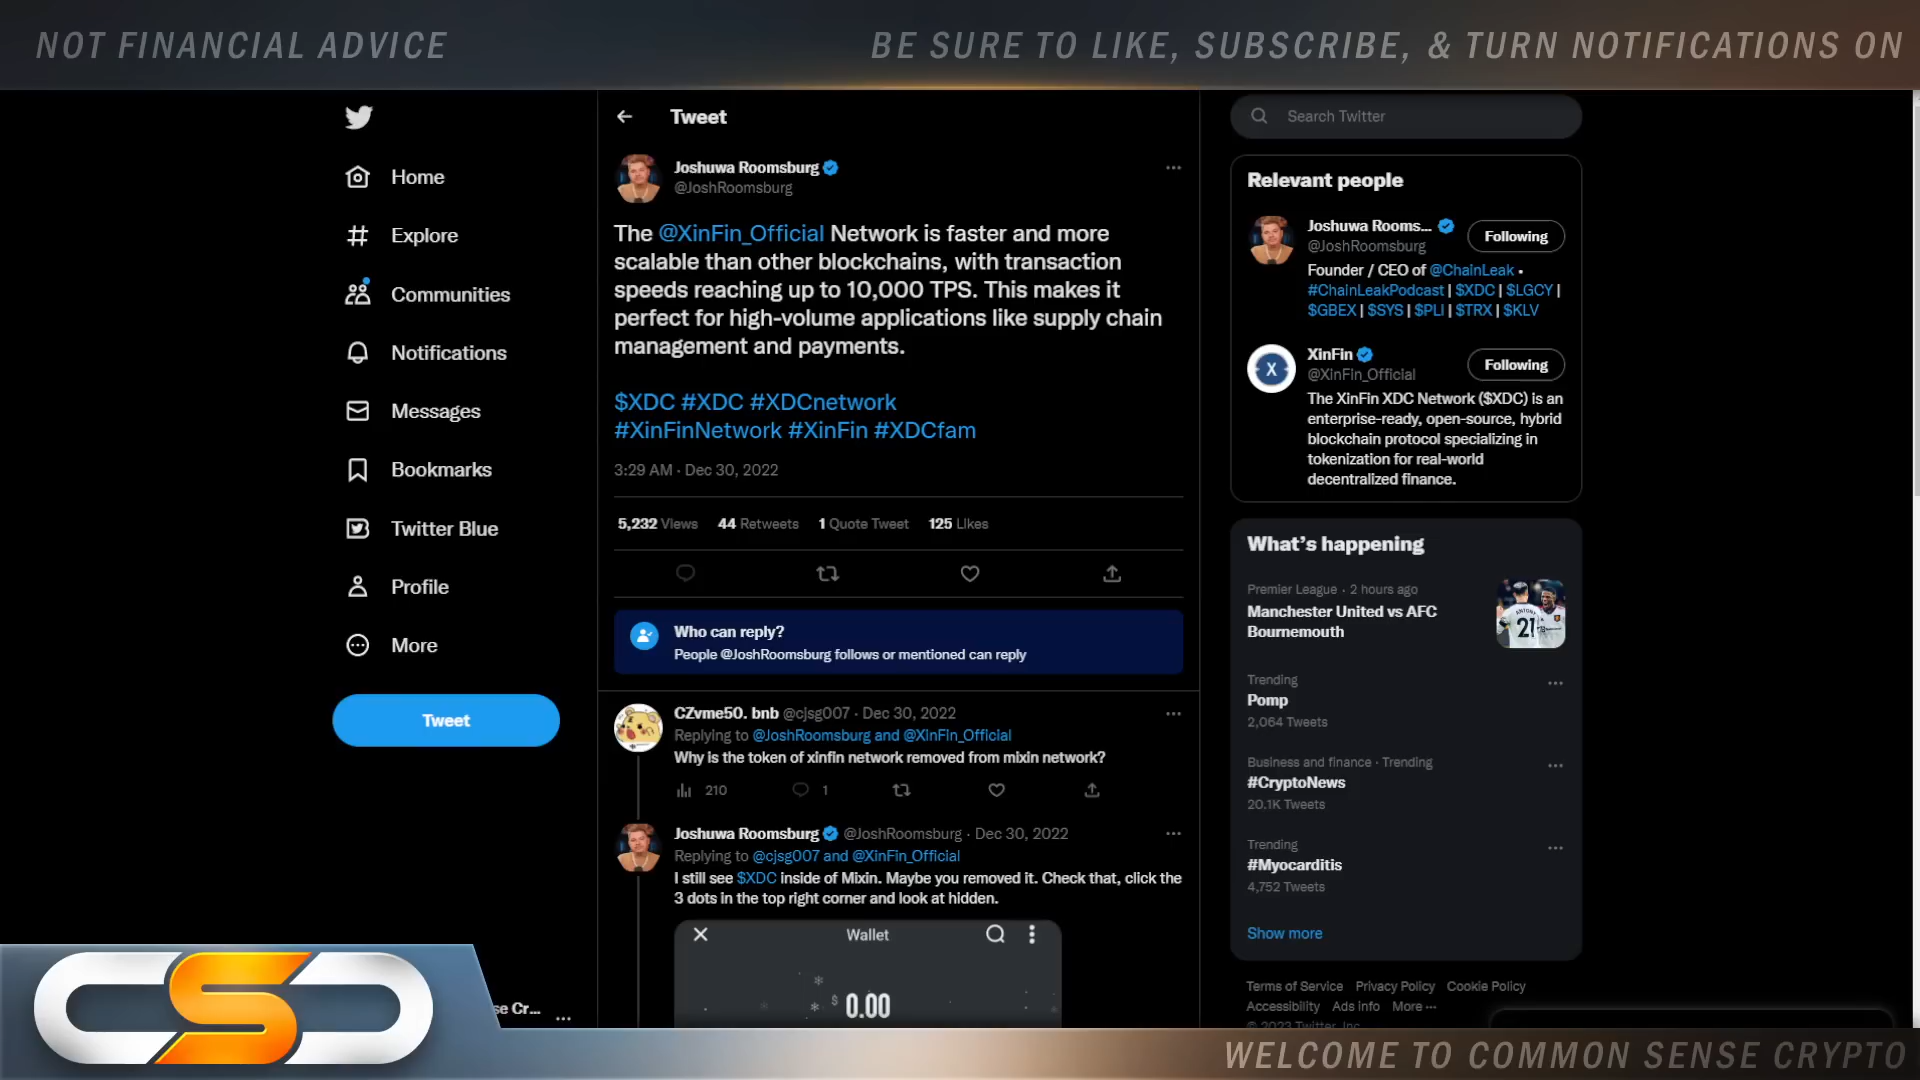 NOT FINANCIAL ADVICE
BE SURE TO LIKE, SUBSCRIBE, & TURN NOTIFICATIONS ON
Home
Explore
Communities
Notifications
Messages
Bookmarks
Twitter Blue
Profile
More
Tweet
se Cr...
Tweet
Joshuwa Roomsburg
@JoshRoomsburg
The @XinFin_Official Network is faster and more
scalable than other blockchains, with transaction
speeds reaching up to 10,000 TPS. This makes it
perfect for high-volume applications like supply chain
management and payments.
$XDC #XDC #XDCnetwork
#XinFinNetwork #XinFin #XDCfam
3:29 AM · Dec 30, 2022
5,232 Views 44 Retweets 1 Quote Tweet 125 Likes
Who can reply?
People @JoshRoomsburg follows or mentioned can reply
CZvme50. bnb @cjsg007 · Dec 30, 2022
Replying to @JoshRoomsburg and @XinFin_Official
Why is the token of xinfin network removed from mixin network?
210 1
Joshuwa Roomsburg @JoshRoomsburg · Dec 30, 2022
Replying to @cjsg007 and @XinFin_Official
I still see $XDC inside of Mixin. Maybe you removed it. Check that, click the
3 dots in the top right corner and look at hidden.
Wallet
$ 0.00
Search Twitter
Relevant people
Joshuwa Rooms...
@JoshRoomsburg
Following
Founder / CEO of @ChainLeak •
#ChainLeakPodcast | $XDC | $LGCY |
$GBEX | $SYS | $PLI | $TRX | $KLV
XinFin
@XinFin_Official
Following
The XinFin XDC Network ($XDC) is an
enterprise-ready, open-source, hybrid
blockchain protocol specializing in
tokenization for real-world
decentralized finance.
What's happening
Premier League · 2 hours ago
Manchester United vs AFC
Bournemouth
ANTONY
21
Trending
Pomp
2,064 Tweets
Business and finance · Trending
#CryptoNews
20.1K Tweets
Trending
#Myocarditis
4,752 Tweets
Show more
Terms of Service Privacy Policy Cookie Policy
Accessibility Ads info More ···
© 2023 Twitter, Inc.
CSC
WELCOME TO COMMON SENSE CRYPTO